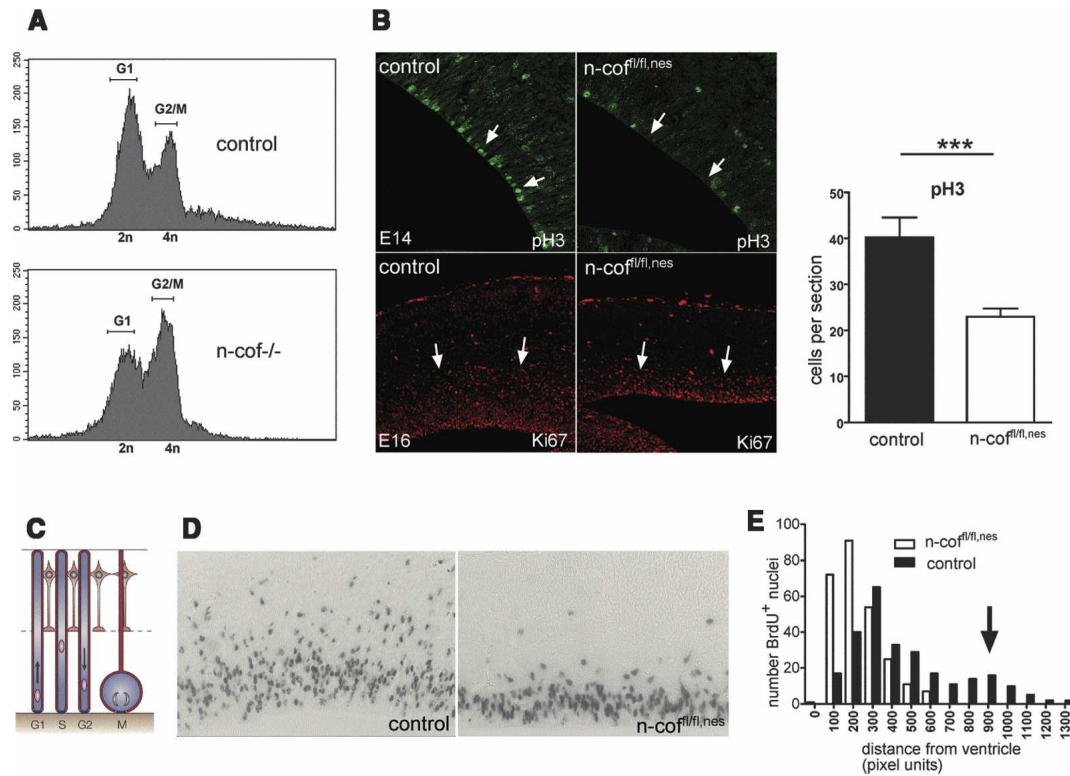 A
250
200
150
100
50
0
G1
G2/M
control
2n
4n
250
200
150
100
50
0
G1
G2/M
n-cof-/-
2n
4n
B
control
E14
pH3
n-cof^fl/fl,nes
pH3
control
E16
Ki67
n-cof^fl/fl,nes
Ki67
***
pH3
cells per section
50
40
30
20
10
0
control
n-cof^fl/fl,nes
C
G1 S G2 M
D
control
n-cof^fl/fl,nes
E
number BrdU+ nuclei
100
80
60
40
20
0
n-cof^fl/fl,nes
control
0 100 200 300 400 500 600 700 800 900 1000 1100 1200 1300
distance from ventricle
(pixel units)